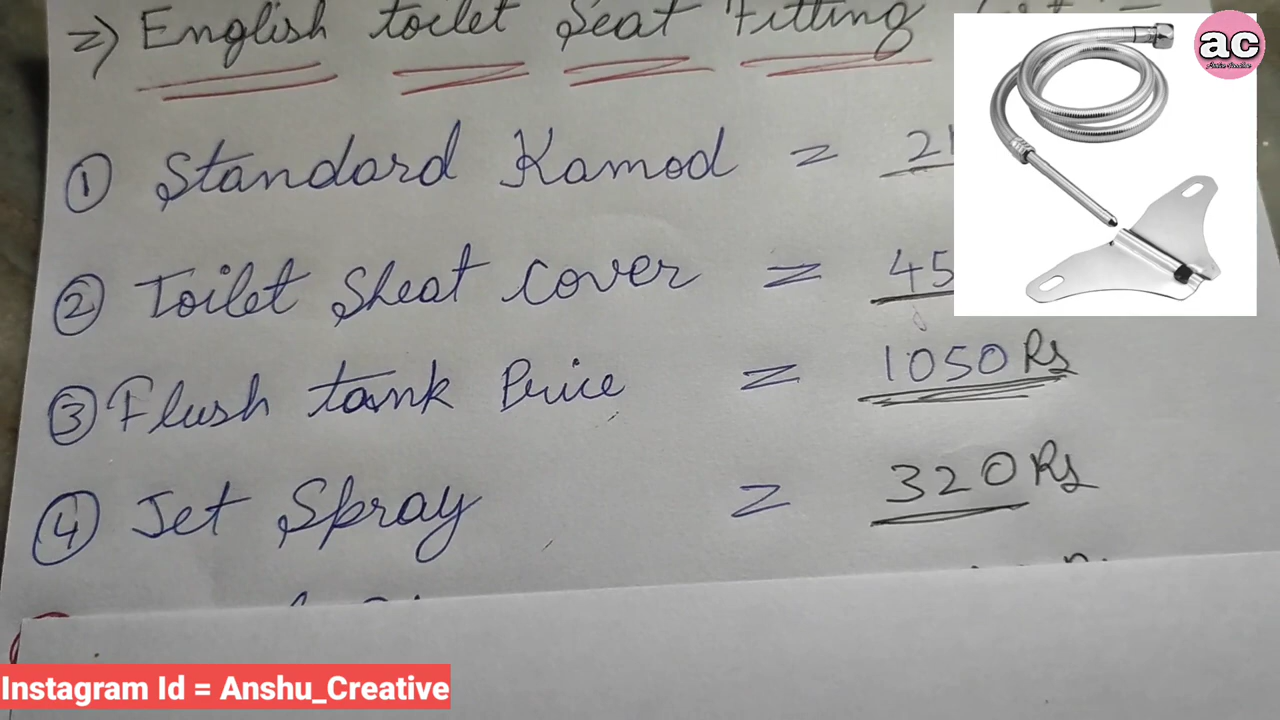 =) English toilet Seat Fitting
① Standard Kamod = 21
② Toilet Sheat Cover = 45
③ Flush tank Price = 1050 Rs
④ Jet Spray = 320 Rs
ac
Instagram Id = Anshu_Creative